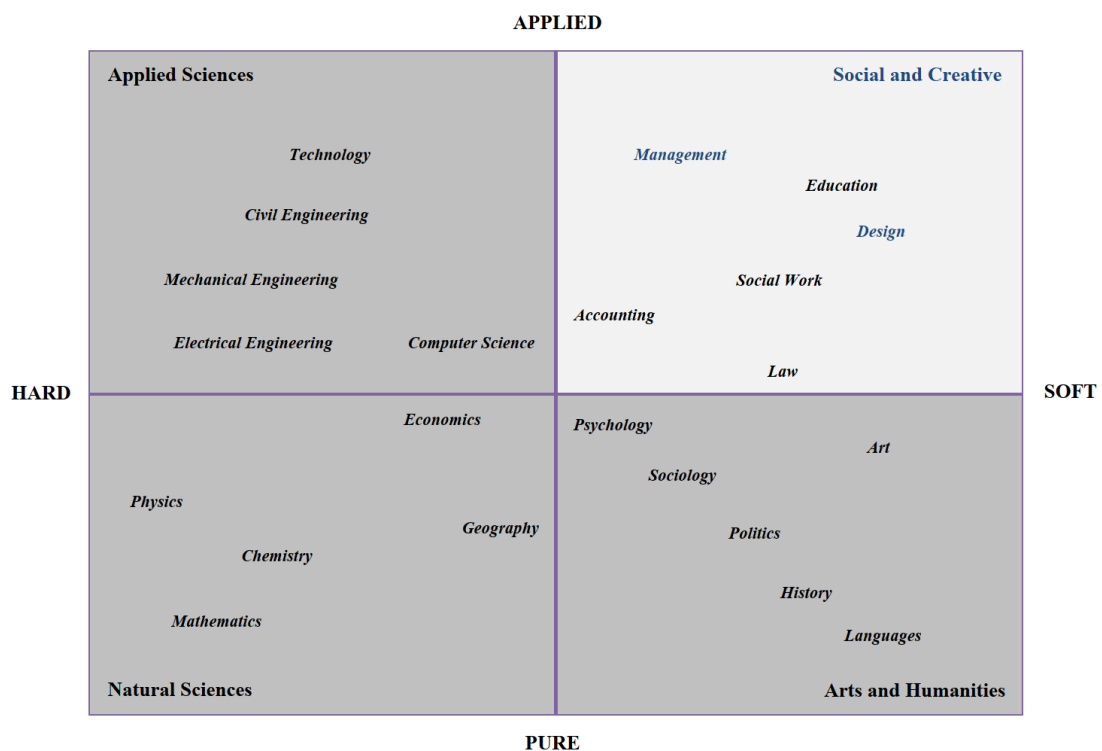 APPLIED
Applied Sciences
Social and Creative
Technology
Management
Education
Civil Engineering
Design
Mechanical Engineering
Social Work
Accounting
Electrical Engineering
Computer Science
Law
HARD
SOFT
Economics
Psychology
Art
Sociology
Physics
Geography
Politics
Chemistry
History
Mathematics
Languages
Natural Sciences
Arts and Humanities
PURE